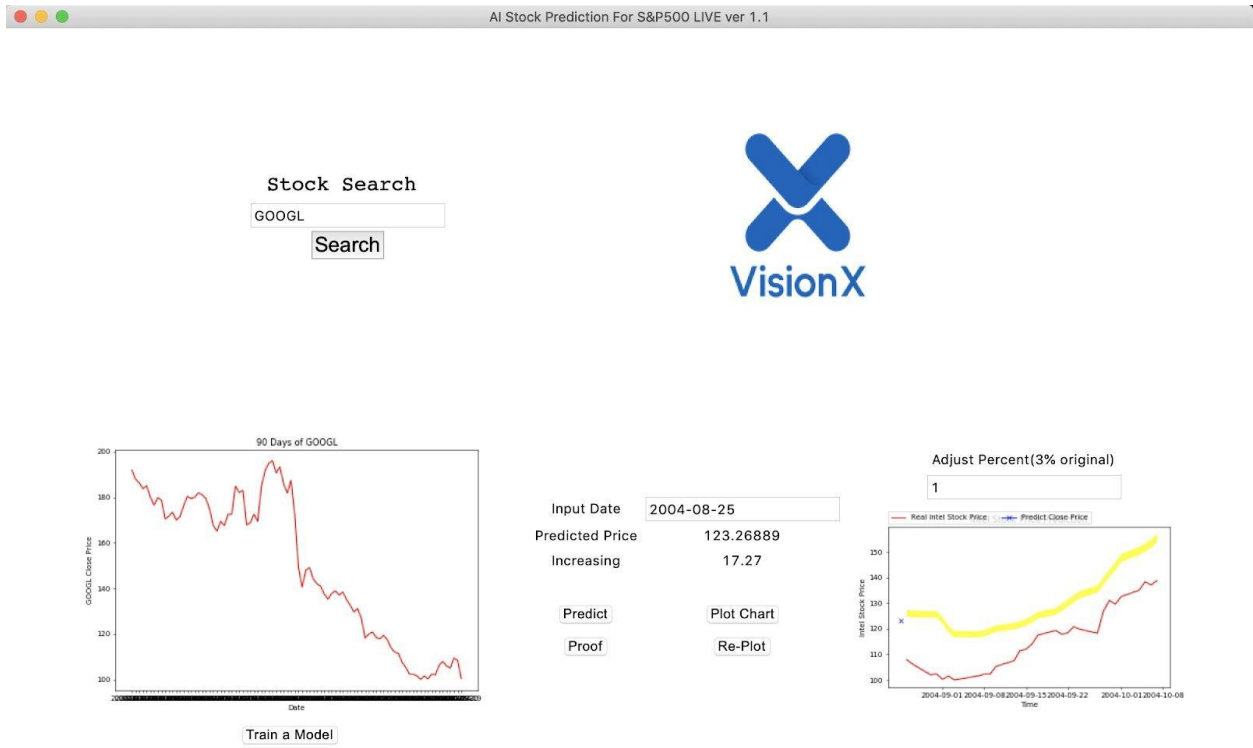 AI Stock Prediction For S&P500 LIVE ver 1.1
Stock Search
GOOGL
Search
VisionX
90 Days of GOOGL
200
180
160
140
120
100
GOOGL Close Price
Date
Train a Model
Input Date 2004-08-25
Predicted Price 123.26889
Increasing 17.27
Predict Plot Chart
Proof Re-Plot
Adjust Percent(3% original)
1
Real Intel Stock Price Predict Close Price
150
140
130
120
110
100
Intel Stock Price
2004-09-01 2004-09-08 2004-09-15 2004-09-22 2004-10-01 2004-10-08
Time